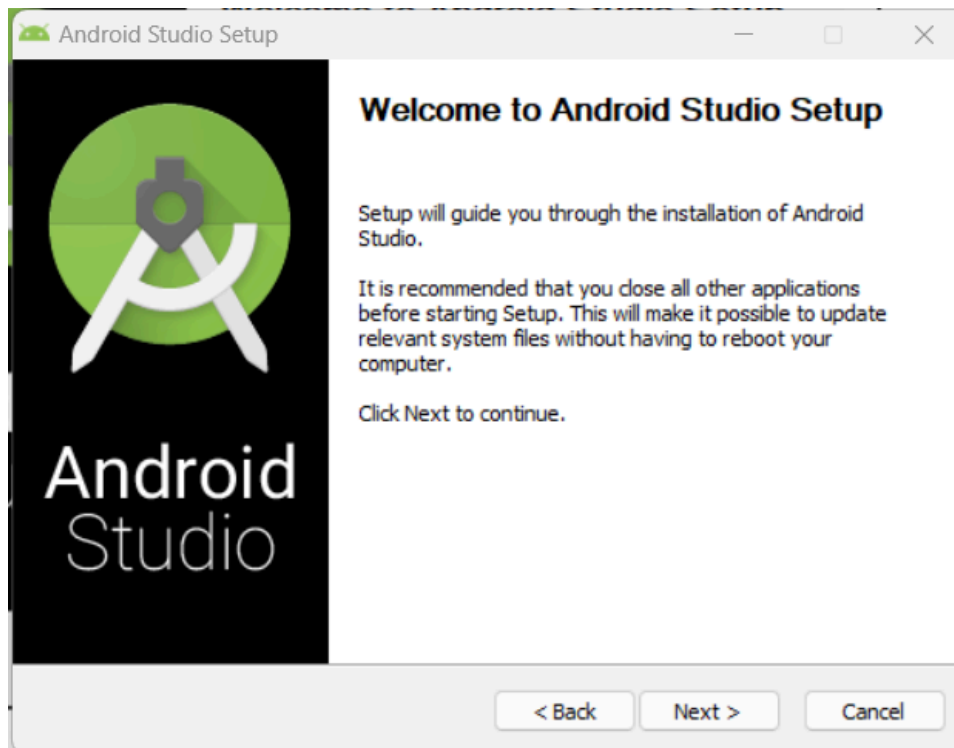 Android Studio Setup
Welcome to Android Studio Setup
Setup will guide you through the installation of Android
Studio.
It is recommended that you close all other applications
before starting Setup. This will make it possible to update
relevant system files without having to reboot your
computer.
Click Next to continue.
Android
Studio
< Back
Next >
Cancel